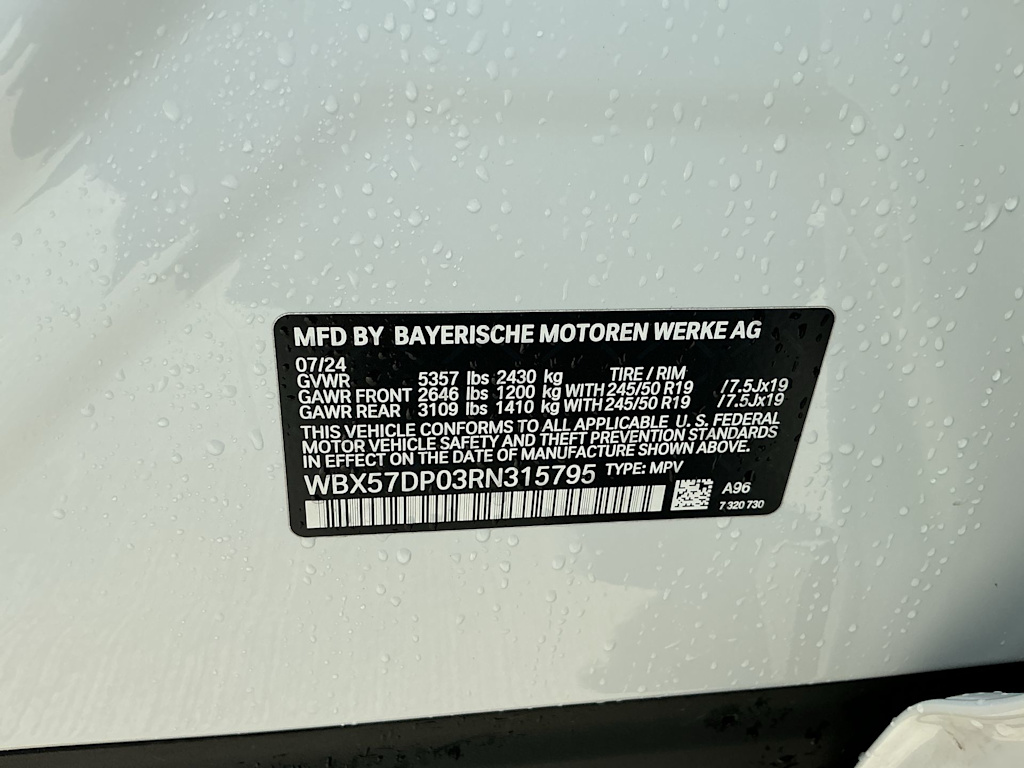 MFD BY BAYERISCHE MOTOREN WERKE AG
07/24 TIRE / RIM
GVWR 5357 lbs 2430 kg
GAWR FRONT 2646 lbs 1200 kg WITH 245/50 R19 /7.5Jx19
GAWR REAR 3109 lbs 1410 kg WITH 245/50 R19 /7.5Jx19
THIS VEHICLE CONFORMS TO ALL APPLICABLE U. S. FEDERAL
MOTOR VEHICLE SAFETY AND THEFT PREVENTION STANDARDS
IN EFFECT ON THE DATE OF MANUFACTURE SHOWN ABOVE.
WBX57DP03RN315795 TYPE: MPV
A96
7 320 730